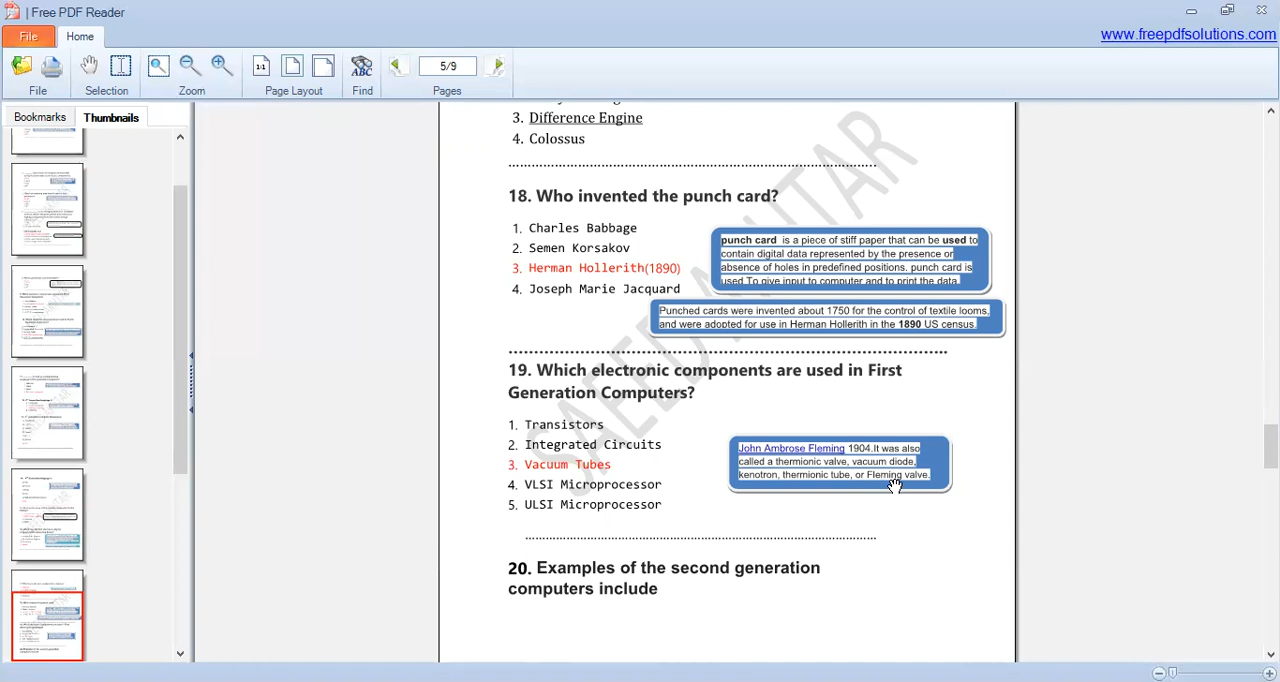 | Free PDF Reader
www.freepdfsolutions.com
File
Home
1:1
ABC
5/9
File
Selection
Zoom
Page Layout
Find
Pages
Bookmarks
Thumbnails
3. Difference Engine
4. Colossus
18. Who invented the punch card?
1. Charles Babbage
2. Semen Korsakov
3. Herman Hollerith(1890)
4. Joseph Marie Jacquard
punch card is a piece of stiff paper that can be used to
contain digital data represented by the presence or
absence of holes in predefined positions. punch card is
used To give input to computer and to print the data.
Punched cards were invented about 1750 for the control of textile looms,
and were adopted for use in Herman Hollerith in the 1890 US census.
19. Which electronic components are used in First
Generation Computers?
1. Transistors
2. Integrated Circuits
3. Vacuum Tubes
4. VLSI Microprocessor
5. ULSI Microprocessor
John Ambrose Fleming 1904.It was also
called a thermionic valve, vacuum diode,
kenotron, thermionic tube, or Fleming valve.
20. Examples of the second generation
computers include